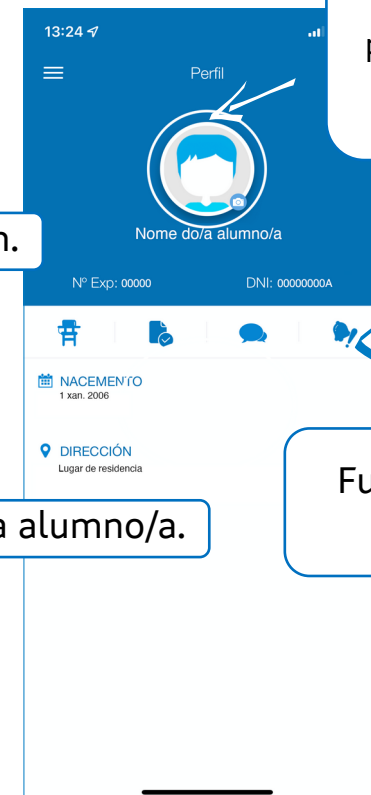 13:24
Perfil
Nome do/a alumno/a
Nº Exp: 00000
DNI: 00000000A
NACEMENTO
1 xan. 2006
DIRECCIÓN
Lugar de residencia
a alumno/a.